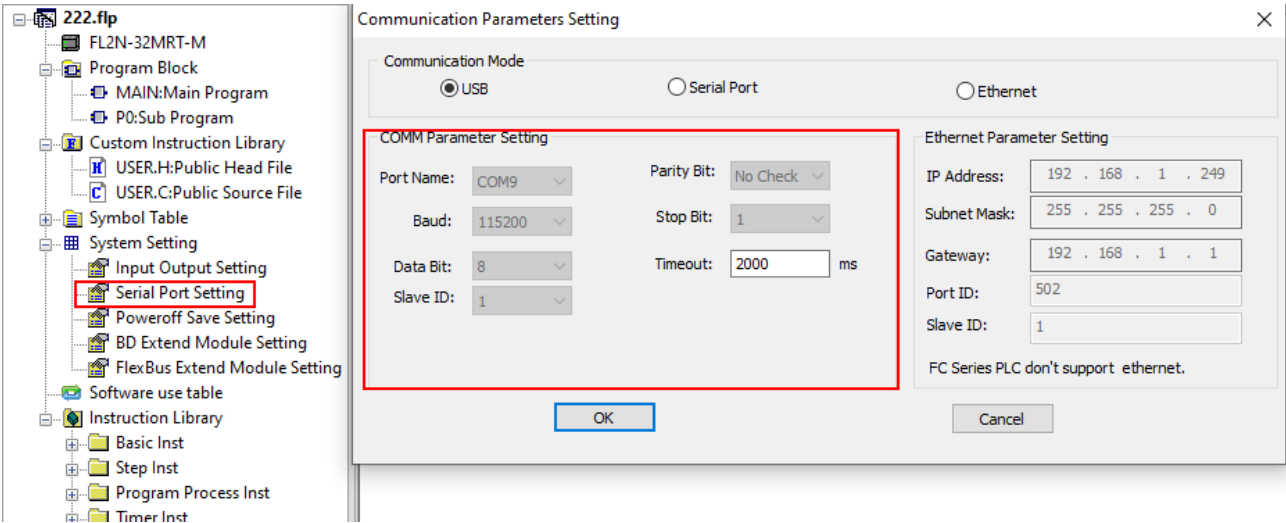 222.flp
FL2N-32MRT-M
Program Block
MAIN:Main Program
P0:Sub Program
Custom Instruction Library
USER.H:Public Head File
USER.C:Public Source File
Symbol Table
System Setting
Input Output Setting
Serial Port Setting
Poweroff Save Setting
BD Extend Module Setting
FlexBus Extend Module Setting
Software use table
Instruction Library
Basic Inst
Step Inst
Program Process Inst
Timer Inst
Communication Parameters Setting
Communication Mode
USB
Serial Port
Ethernet
COMM Parameter Setting
Port Name: COM9
Baud: 115200
Data Bit: 8
Slave ID: 1
Parity Bit: No Check
Stop Bit: 1
Timeout: 2000 ms
Ethernet Parameter Setting
IP Address: 192 . 168 . 1 . 249
Subnet Mask: 255 . 255 . 255 . 0
Gateway: 192 . 168 . 1 . 1
Port ID: 502
Slave ID: 1
FC Series PLC don't support ethernet.
OK
Cancel